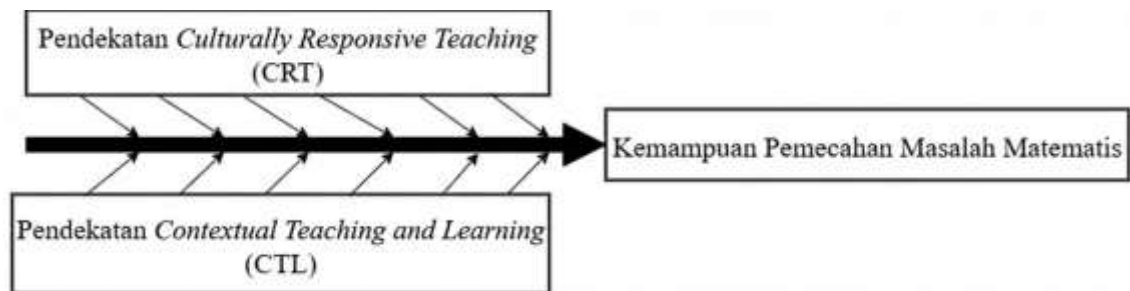 Pendekatan Culturally Responsive Teaching
(CRT)
Kemampuan Pemecahan Masalah Matematis
Pendekatan Contextual Teaching and Learning
(CTL)